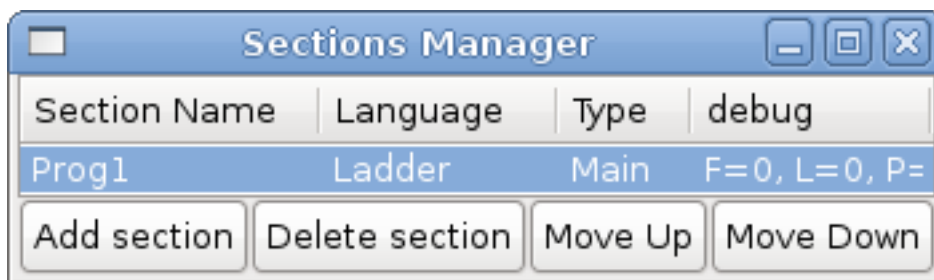 Sections Manager
Section Name Language Type debug
Prog1 Ladder Main F=0, L=0, P=
Add section Delete section Move Up Move Down